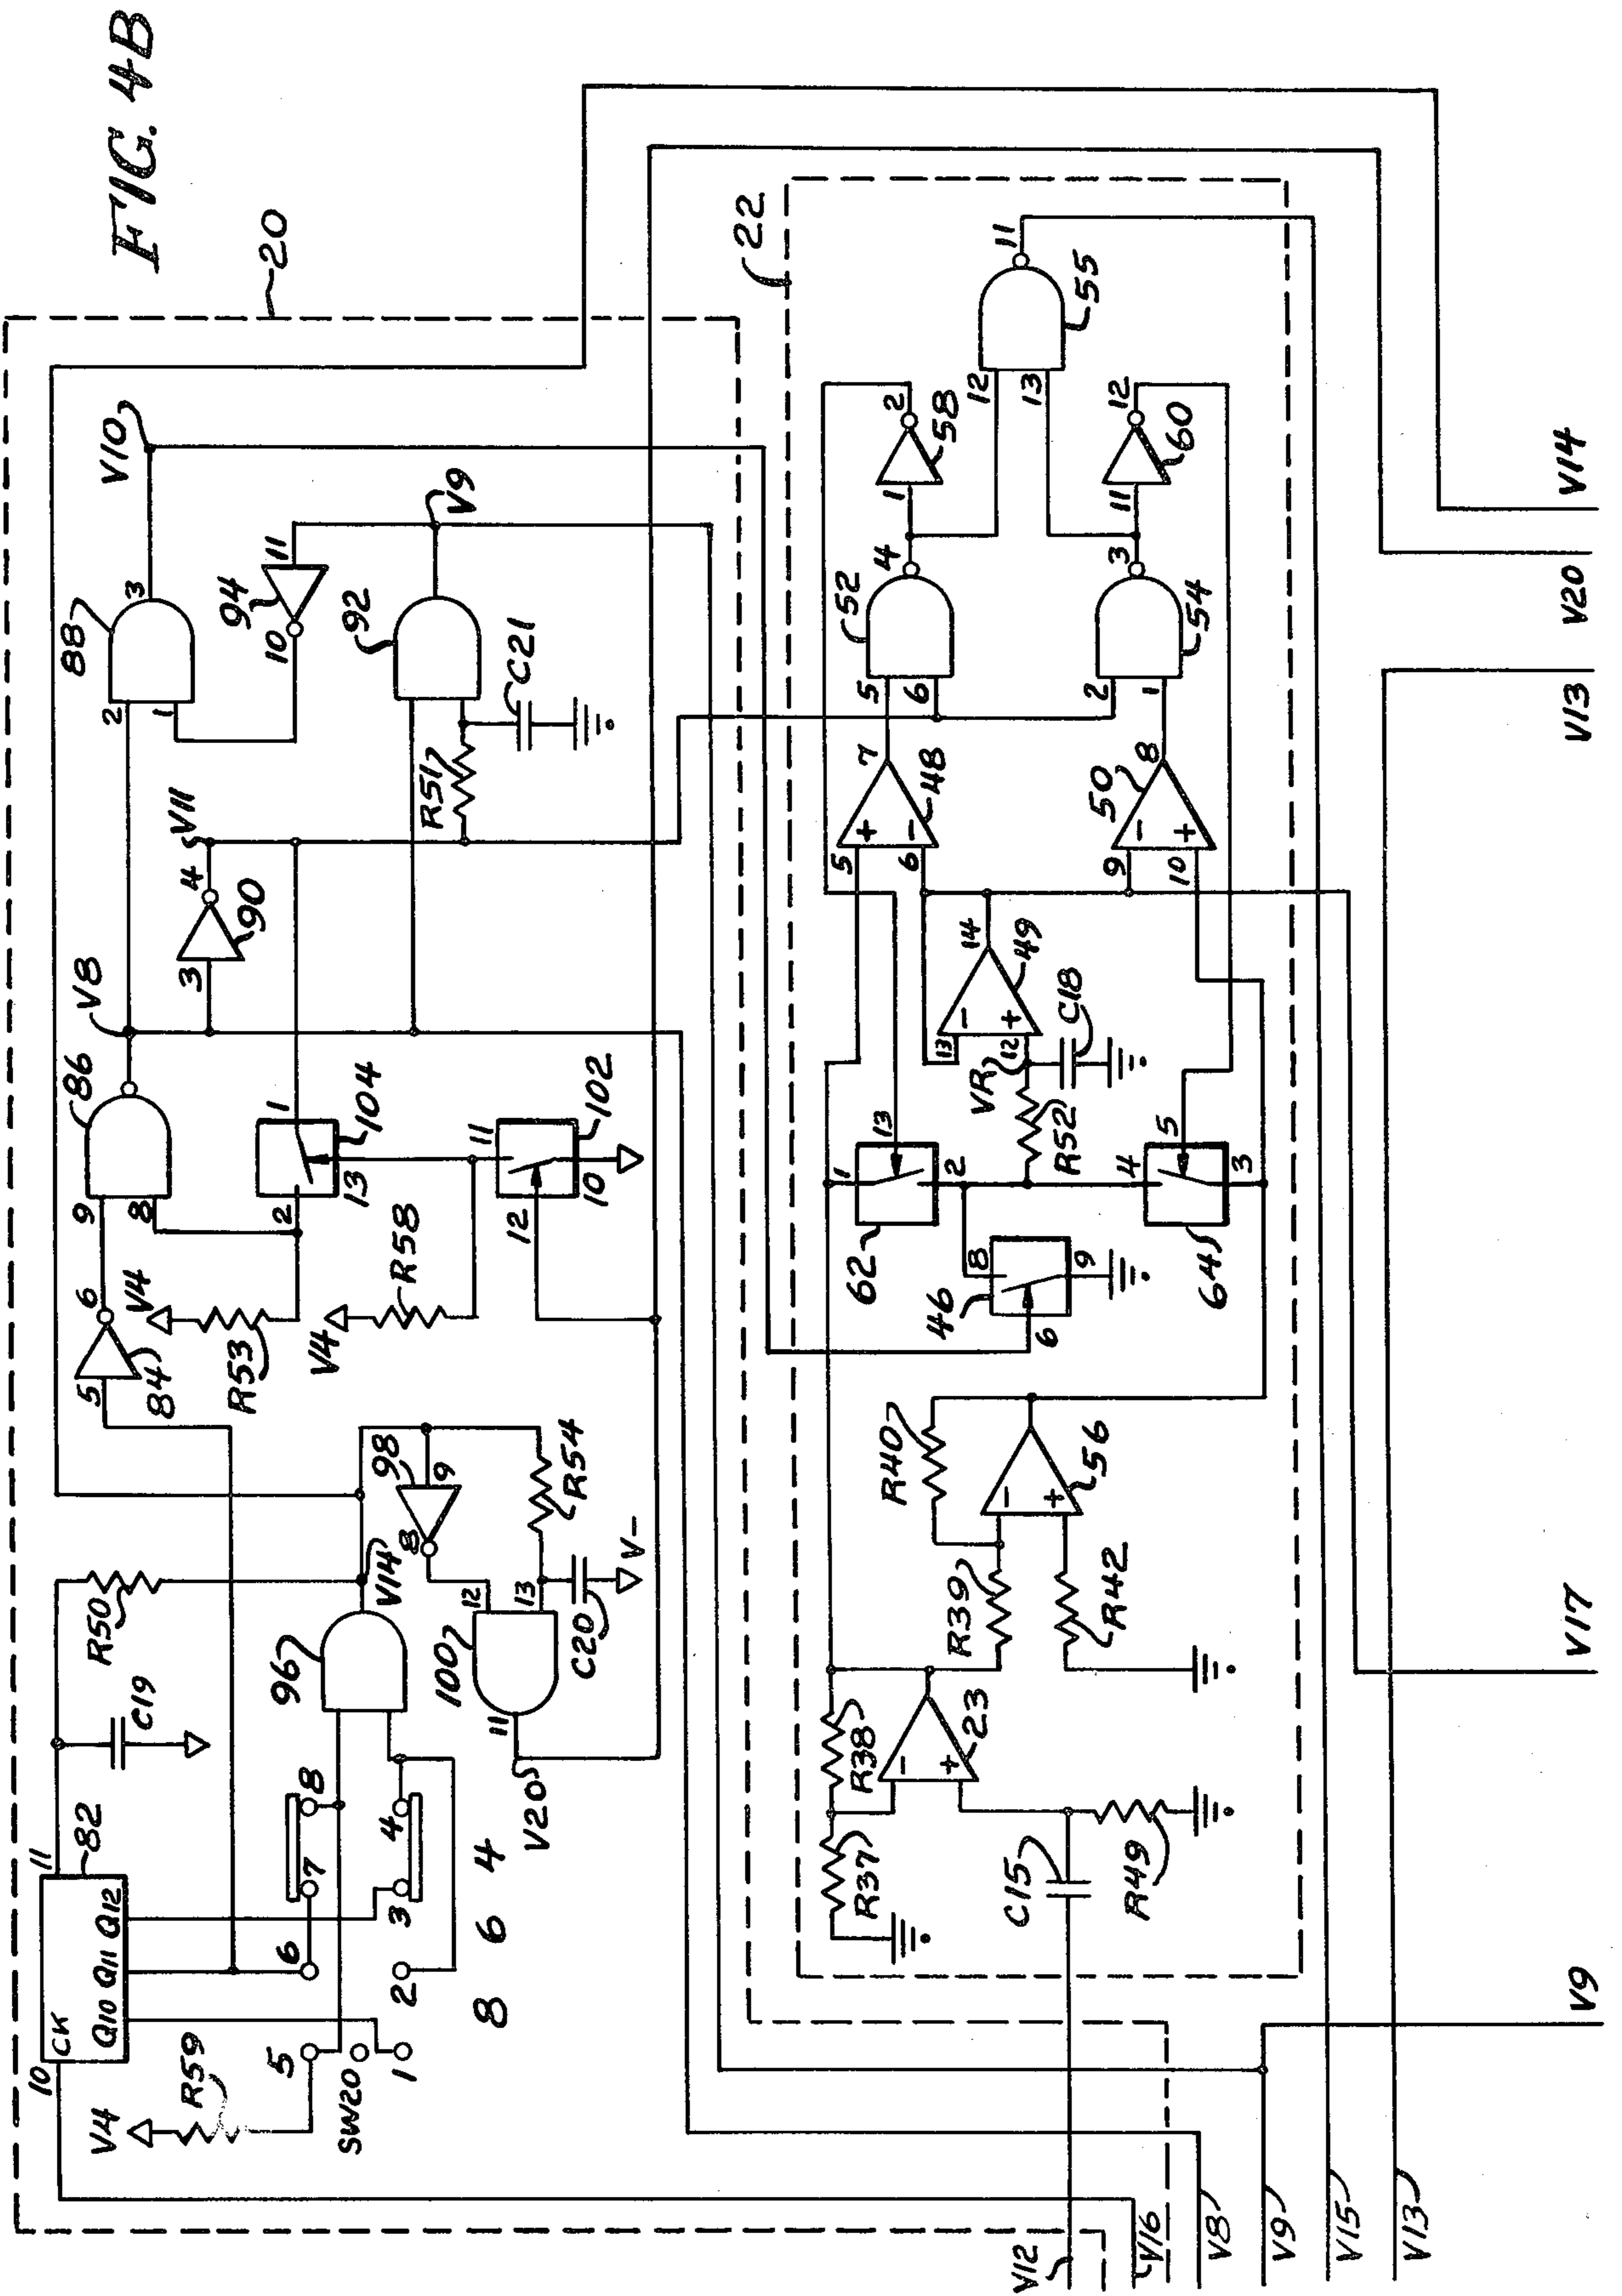 FIG. 4B
20
V10
88
3
2
1
94
11
10
V9
92
C21
R51
V11
4
90
3
V8
86
9
8
1
104
2
13
11
102
12
10
R58
V4
6
V4
5
84
R53
98
9
8
R54
V-
C20
12
13
100
11
V20
V14
96
R50
C19
11
82
CK
10
Q10
Q11
Q12
8
7
6
5
4
3
2
1
8 6 4
SW20
R59
V4
22
11
55
12
13
2
58
1
12
60
11
4
52
5
6
3
54
2
1
7
48
5
6
+
-
8
50
9
10
-
+
14
49
13
12
-
+
VR
C18
R52
13
1
2
62
5
4
3
64
8
9
46
6
R40
56
-
+
R39
R42
R38
23
-
+
R37
C15
R49
V14
V20
V13
V17
V9
V12
V16
V8
V9
V15
V13